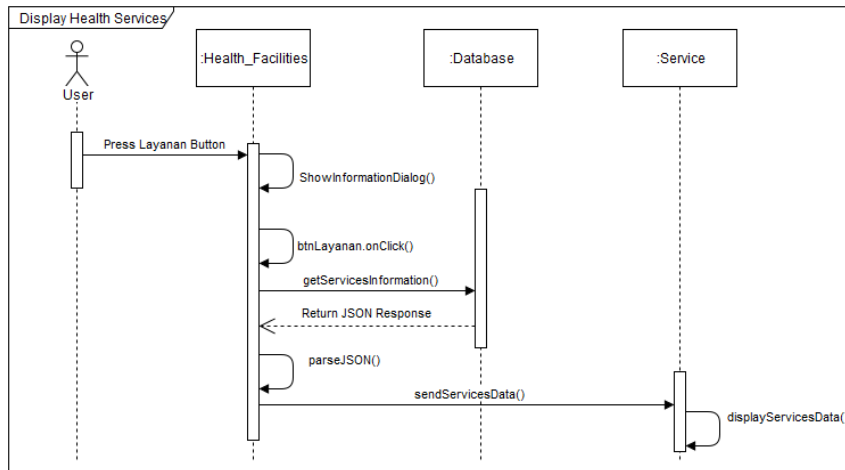 Display Health Services
User
:Health_Facilities
:Database
:Service
Press Layanan Button
ShowInformationDialog()
btnLayanan.onClick()
getServicesInformation()
Return JSON Response
parseJSON()
sendServicesData()
displayServicesData(